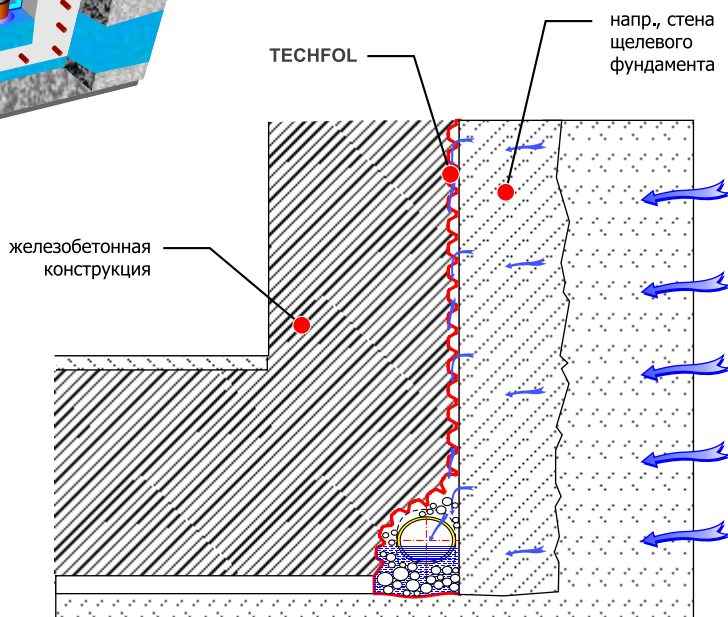 напр., стена
щелевого
фундамента
TECHFOL
железобетонная
конструкция